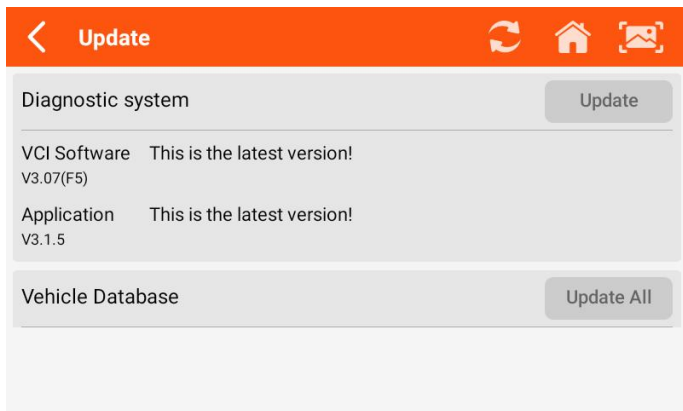 Update
Diagnostic system
Update
VCI Software This is the latest version!
V3.07(F5)
Application This is the latest version!
V3.1.5
Vehicle Database
Update All